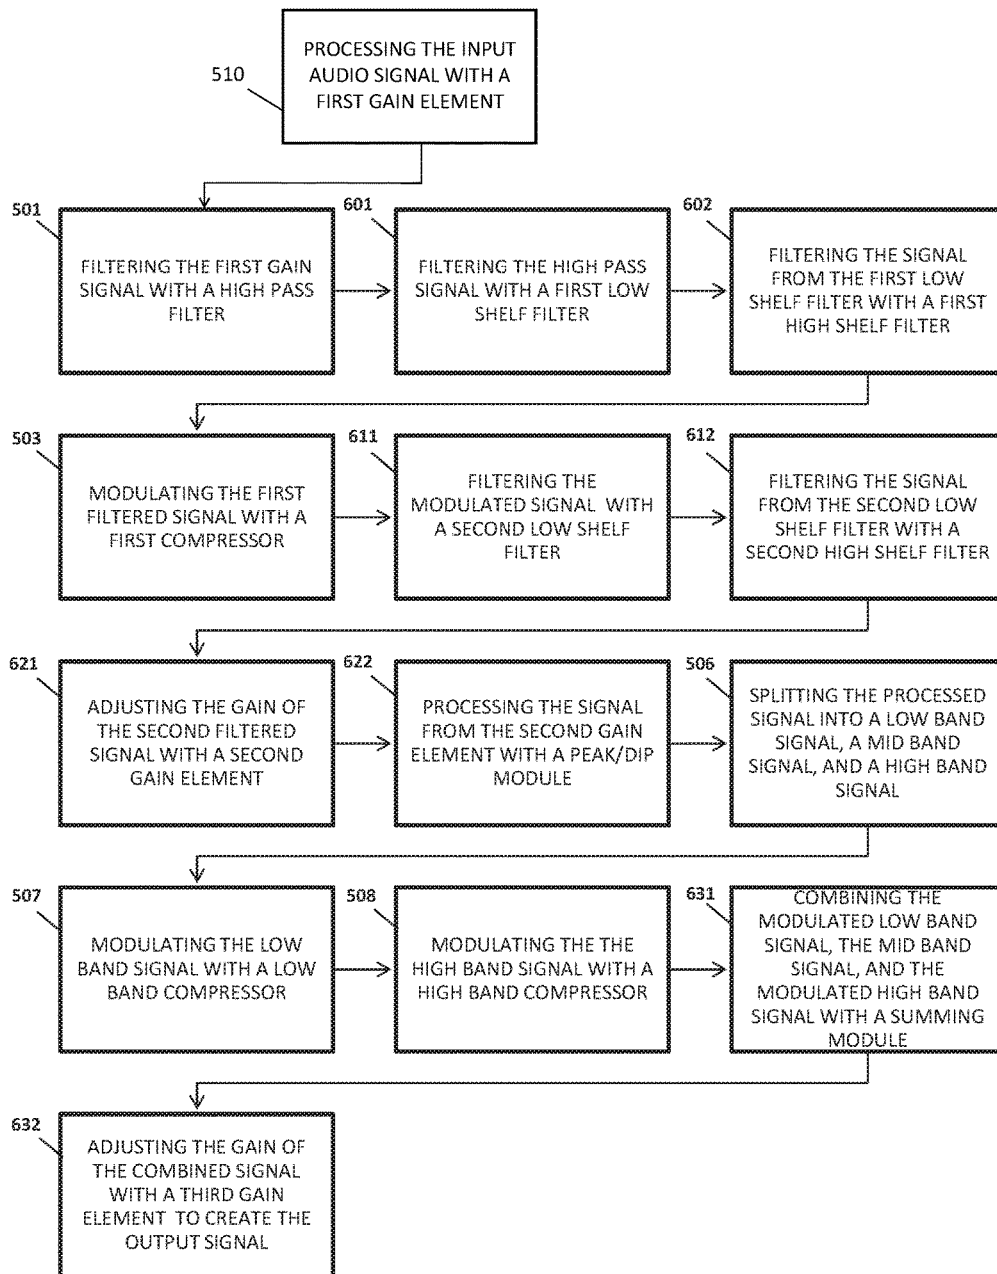 510
PROCESSING THE INPUT
AUDIO SIGNAL WITH A
FIRST GAIN ELEMENT
501
FILTERING THE FIRST GAIN
SIGNAL WITH A HIGH PASS
FILTER
601
FILTERING THE HIGH PASS
SIGNAL WITH A FIRST LOW
SHELF FILTER
602
FILTERING THE SIGNAL
FROM THE FIRST LOW
SHELF FILTER WITH A FIRST
HIGH SHELF FILTER
503
MODULATING THE FIRST
FILTERED SIGNAL WITH A
FIRST COMPRESSOR
611
FILTERING THE
MODULATED SIGNAL WITH
A SECOND LOW SHELF
FILTER
612
FILTERING THE SIGNAL
FROM THE SECOND LOW
SHELF FILTER WITH A
SECOND HIGH SHELF FILTER
621
ADJUSTING THE GAIN OF
THE SECOND FILTERED
SIGNAL WITH A SECOND
GAIN ELEMENT
622
PROCESSING THE SIGNAL
FROM THE SECOND GAIN
ELEMENT WITH A PEAK/DIP
MODULE
506
SPLITTING THE PROCESSED
SIGNAL INTO A LOW BAND
SIGNAL, A MID BAND
SIGNAL, AND A HIGH BAND
SIGNAL
507
MODULATING THE LOW
BAND SIGNAL WITH A LOW
BAND COMPRESSOR
508
MODULATING THE THE
HIGH BAND SIGNAL WITH A
HIGH BAND COMPRESSOR
631
COMBINING THE
MODULATED LOW BAND
SIGNAL, THE MID BAND
SIGNAL, AND THE
MODULATED HIGH BAND
SIGNAL WITH A SUMMING
MODULE
632
ADJUSTING THE GAIN OF
THE COMBINED SIGNAL
WITH A THIRD GAIN
ELEMENT TO CREATE THE
OUTPUT SIGNAL